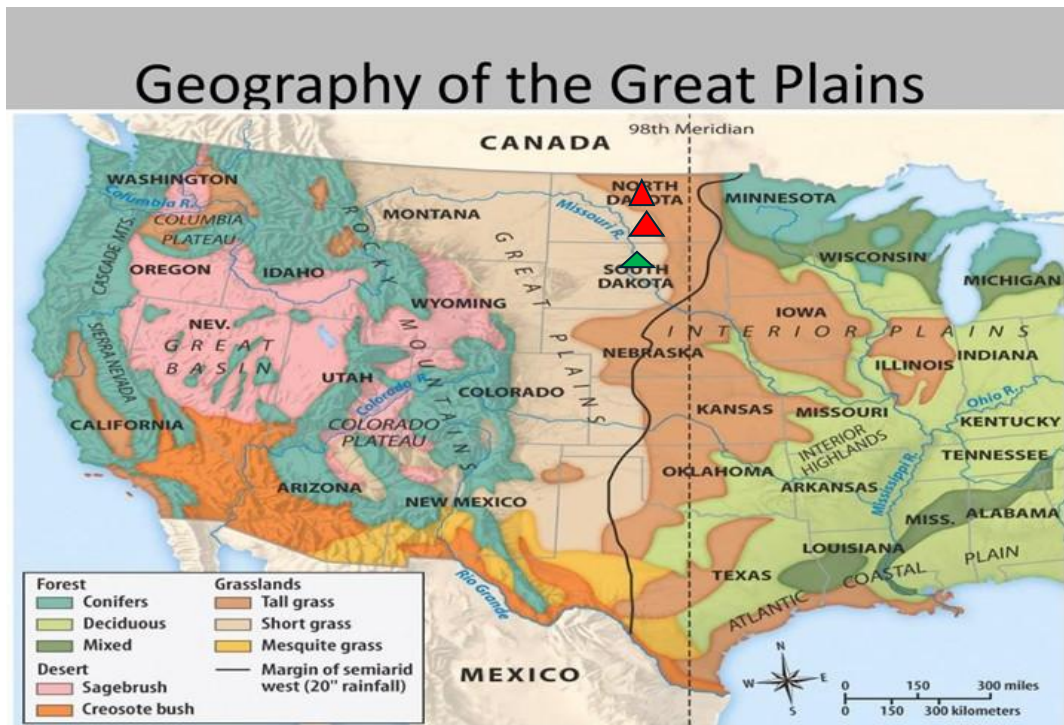 Geography of the Great Plains
98th Meridian
CANADA
WASHINGTON
Columbia R.
COLUMBIA
PLATEAU
CASCADE MTS.
OREGON
IDAHO
ROCKY
MOUNTAINS
MONTANA
Missouri R.
NORTH
DAKOTA
MINNESOTA
GREAT
PLAINS
SOUTH
DAKOTA
WISCONSIN
MICHIGAN
WYOMING
NEV.
GREAT
BASIN
SIERRA NEVADA
IOWA
INTERIOR PLAINS
NEBRASKA
ILLINOIS
INDIANA
UTAH
Colorado R.
COLORADO
Ohio R.
CALIFORNIA
COLORADO
PLATEAU
KANSAS
MISSOURI
KENTUCKY
INTERIOR
HIGHLANDS
TENNESSEE
ARIZONA
NEW MEXICO
OKLAHOMA
ARKANSAS
Mississippi R.
MISS.
ALABAMA
LOUISIANA
TEXAS
ATLANTIC COASTAL PLAIN
Rio Grande
MEXICO
Forest
Conifers
Deciduous
Mixed
Desert
Sagebrush
Creosote bush
Grasslands
Tall grass
Short grass
Mesquite grass
Margin of semiarid
west (20" rainfall)
N
W E
S
0 150 300 miles
0 150 300 kilometers